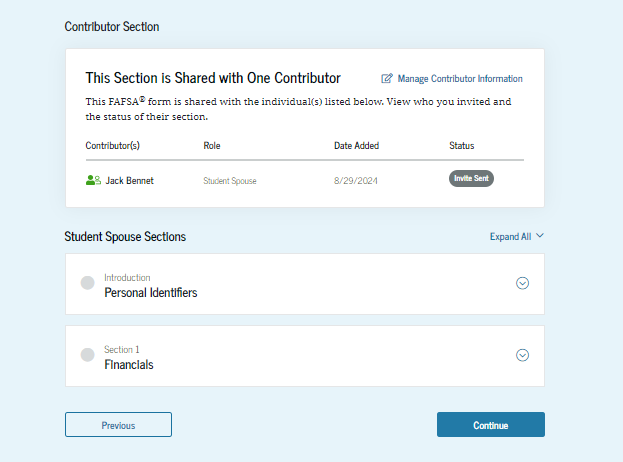 Contributor Section
This Section is Shared with One Contributor
Manage Contributor Information
This FAFSA® form is shared with the individual(s) listed below. View who you invited and
the status of their section.
Contributor(s) Role Date Added Status
Jack Bennet Student Spouse 8/29/2024 Invite Sent
Student Spouse Sections
Expand All
Introduction
Personal Identifiers
Section 1
Financials
Previous
Continue